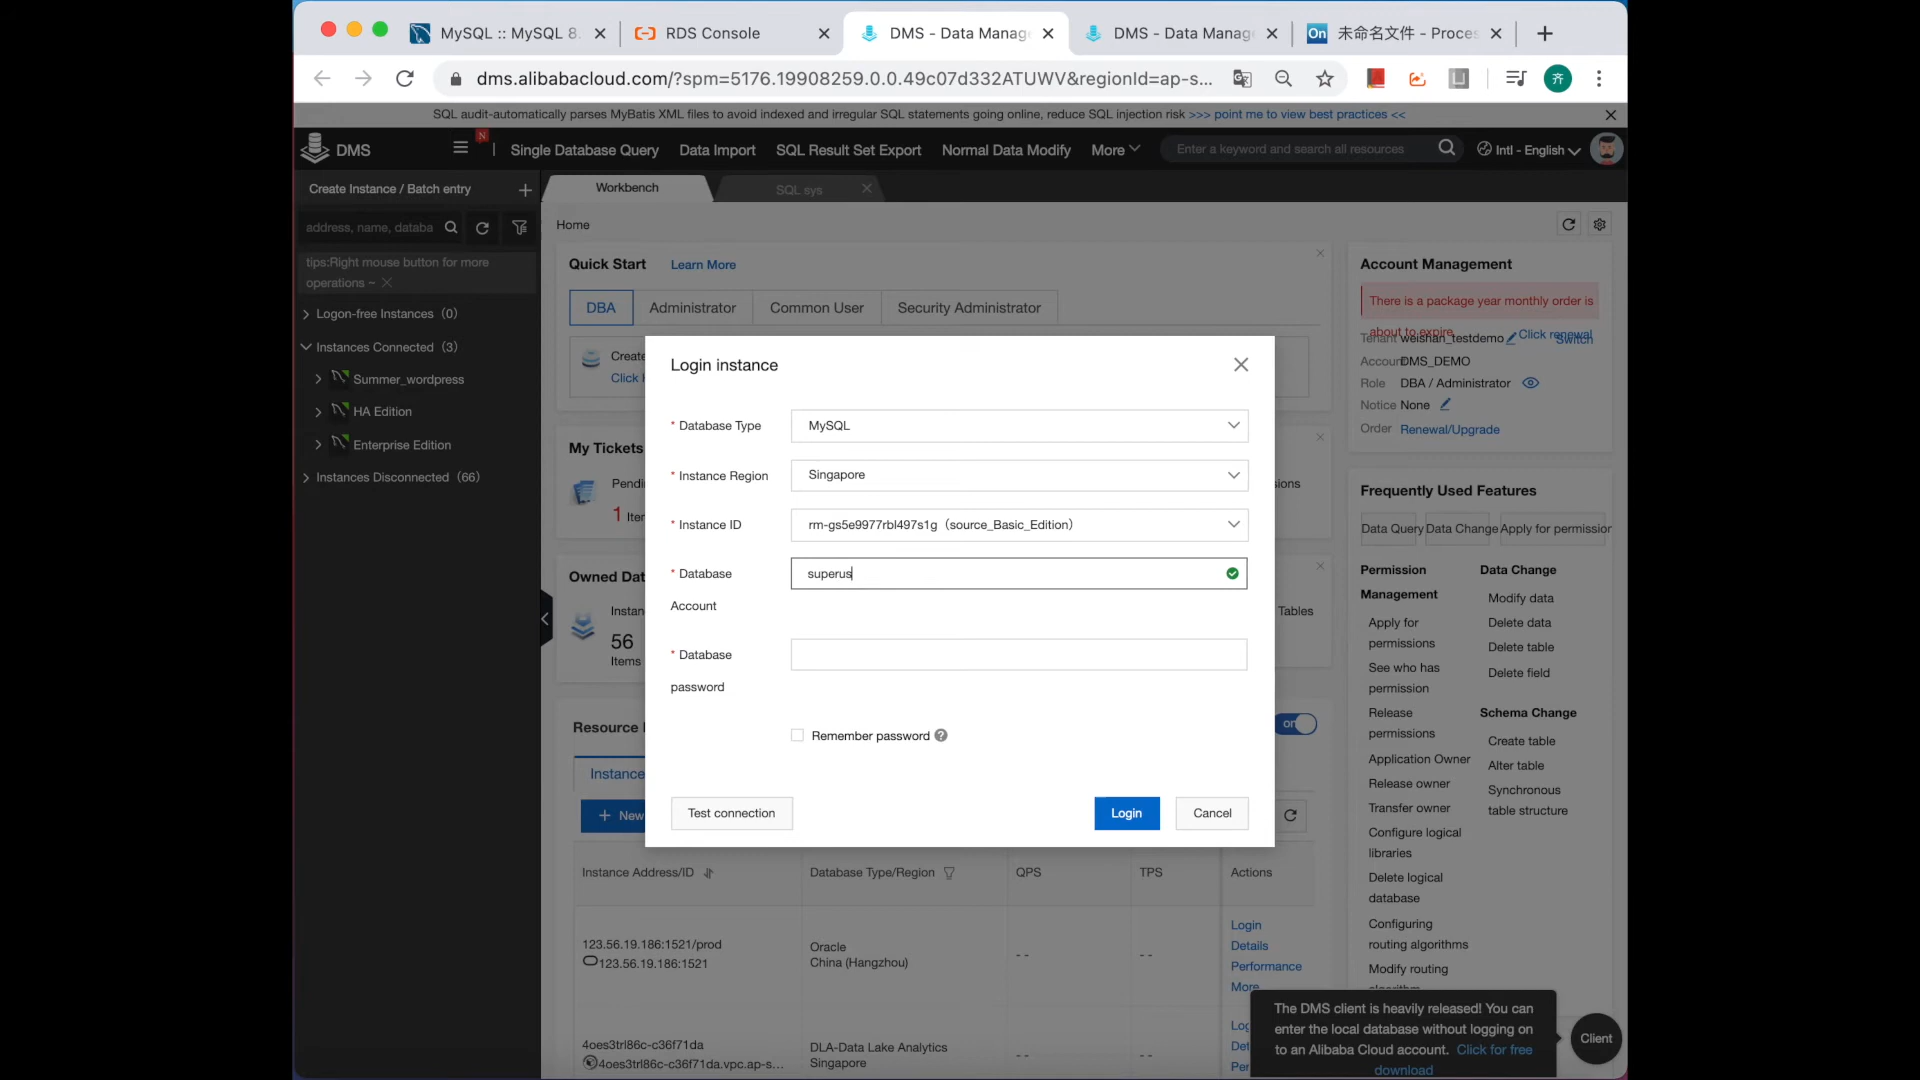 MySQL :: MySQL 8.
RDS Console
DMS - Data Manag
DMS - Data Manag
On
未命名文件 - Proces
dms.alibabacloud.com/?spm=5176.19908259.0.0.49c07d332ATUWV&regionId=ap-s...
齐
SQL audit-automatically parses MyBatis XML files to avoid indexed and irregular SQL statements going online, reduce SQL injection risk >>> point me to view best practices <<
DMS
N
Single Database Query
Data Import
SQL Result Set Export
Normal Data Modify
More
Enter a keyword and search all resources
Intl - English
Create Instance / Batch entry
Workbench
SQL sys
address, name, databa
tips:Right mouse button for more
operations ~
Logon-free Instances (0)
Instances Connected (3)
Summer_wordpress
HA Edition
Enterprise Edition
Instances Disconnected (66)
Home
Quick Start
Learn More
DBA
Administrator
Common User
Security Administrator
Create
Click
My Tickets
Pendin
1 Item
sions
Owned Dat
Instan
56
Items
Tables
Resource
on
Instance
New
Login instance
* Database Type
MySQL
* Instance Region
Singapore
* Instance ID
rm-gs5e9977rbl497s1g（source_Basic_Edition）
* Database
Account
superus
* Database
password
Remember password
Test connection
Login
Cancel
Instance Address/ID
Database Type/Region
QPS
TPS
Actions
123.56.19.186:1521/prod
123.56.19.186:1521
Oracle
China (Hangzhou)
- -
- -
Login
Details
Performance
More
4oes3trl86c-c36f71da
4oes3trl86c-c36f71da.vpc.ap-s...
DLA-Data Lake Analytics
Singapore
- -
- -
Account Management
There is a package year monthly order is
about to expire
Click renewal
Tenant weishan_testdemo
Switch
Account DMS_DEMO
Role DBA / Administrator
Notice None
Order Renewal/Upgrade
Frequently Used Features
Data Query
Data Change
Apply for permission
Permission
Management
Apply for
permissions
See who has
permission
Release
permissions
Application Owner
Release owner
Transfer owner
Configure logical
libraries
Delete logical
database
Configuring
routing algorithms
Modify routing
Data Change
Modify data
Delete data
Delete table
Delete field
Schema Change
Create table
Alter table
Synchronous
table structure
The DMS client is heavily released! You can
enter the local database without logging on
to an Alibaba Cloud account. Click for free
download
Client